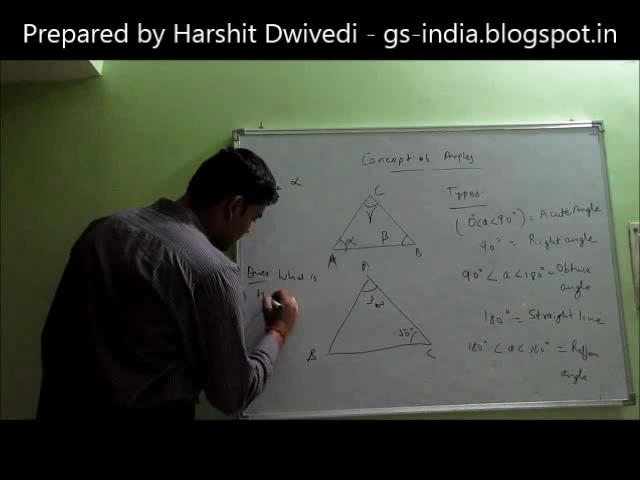 Prepared by Harshit Dwivedi - gs-india.blogspot.in
Concept of Angles
α
C
γ
α
β
A
B
Types
(0°<a<90°) = Acute Angle
90° = Right angle
90° < a < 180° = Obtuse angle
180° = Straight line
180° < a < 360° = Reflex angle
Ques What is
A
50°
B
C